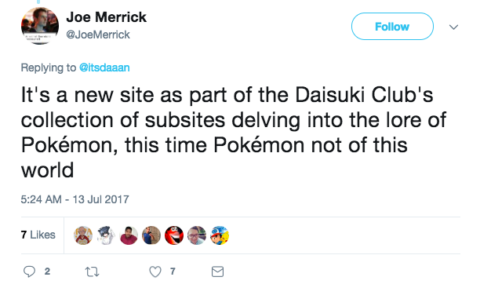 Joe Merrick
@JoeMerrick
Follow
Replying to @itsdaaan
It's a new site as part of the Daisuki Club's
collection of subsites delving into the lore of
Pokémon, this time Pokémon not of this
world
5:24 AM - 13 Jul 2017
7 Likes
2
7